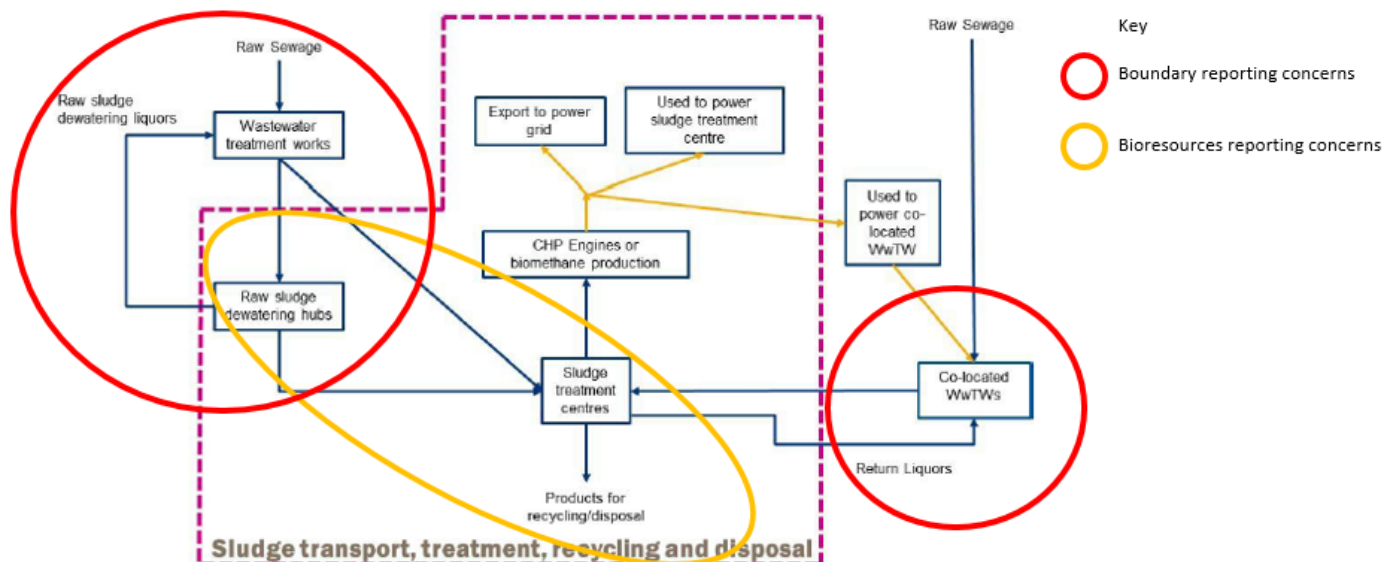 Raw Sewage
Raw sludge
dewatering liquors
Wastewater
treatment works
Raw sludge
dewatering hubs
Export to power
grid
Used to power
sludge treatment
centre
CHP Engines or
biomethane production
Sludge
treatment
centres
Products for
recycling/disposal
Sludge transport, treatment, recycling and disposal
Used to
power co-
located
WwTW
Raw Sewage
Co-located
WwTWs
Return Liquors
Key
Boundary reporting concerns
Bioresources reporting concerns